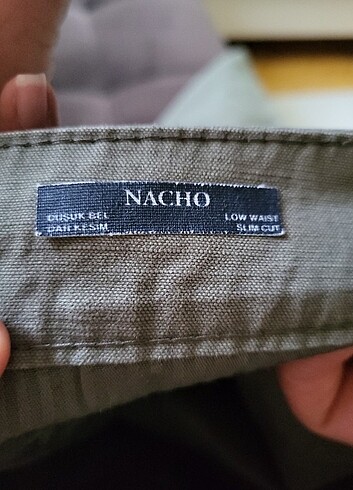 NACHO
DÜŞÜK BEL
DAR KESİM
LOW WAIST
SLIM CUT